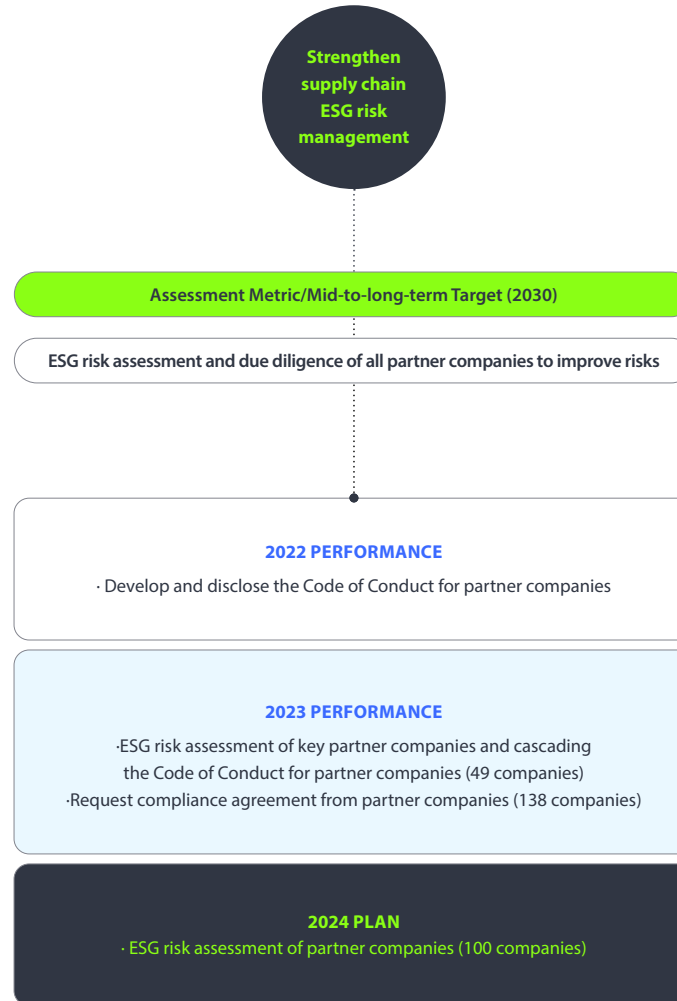 Strengthen
supply chain
ESG risk
management
Assessment Metric/Mid-to-long-term Target (2030)
ESG risk assessment and due diligence of all partner companies to improve risks
2022 PERFORMANCE
· Develop and disclose the Code of Conduct for partner companies
2023 PERFORMANCE
·ESG risk assessment of key partner companies and cascading
the Code of Conduct for partner companies (49 companies)
·Request compliance agreement from partner companies (138 companies)
2024 PLAN
· ESG risk assessment of partner companies (100 companies)